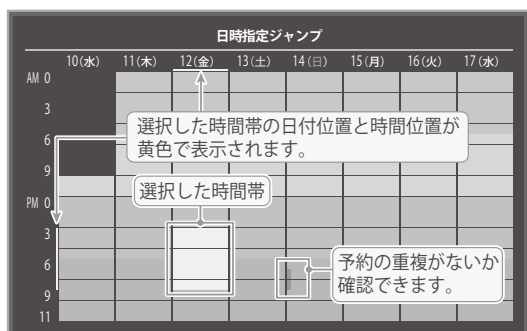 日時指定ジャンプ
10(水) 11(木) 12(金) 13(土) 14(日) 15(月) 16(火) 17(水)
AM 0
3
選択した時間帯の日付位置と時間位置が
黄色で表示されます。
6
9
選択した時間帯
PM 0
3
予約の重複がないか
確認できます。
6
9
11